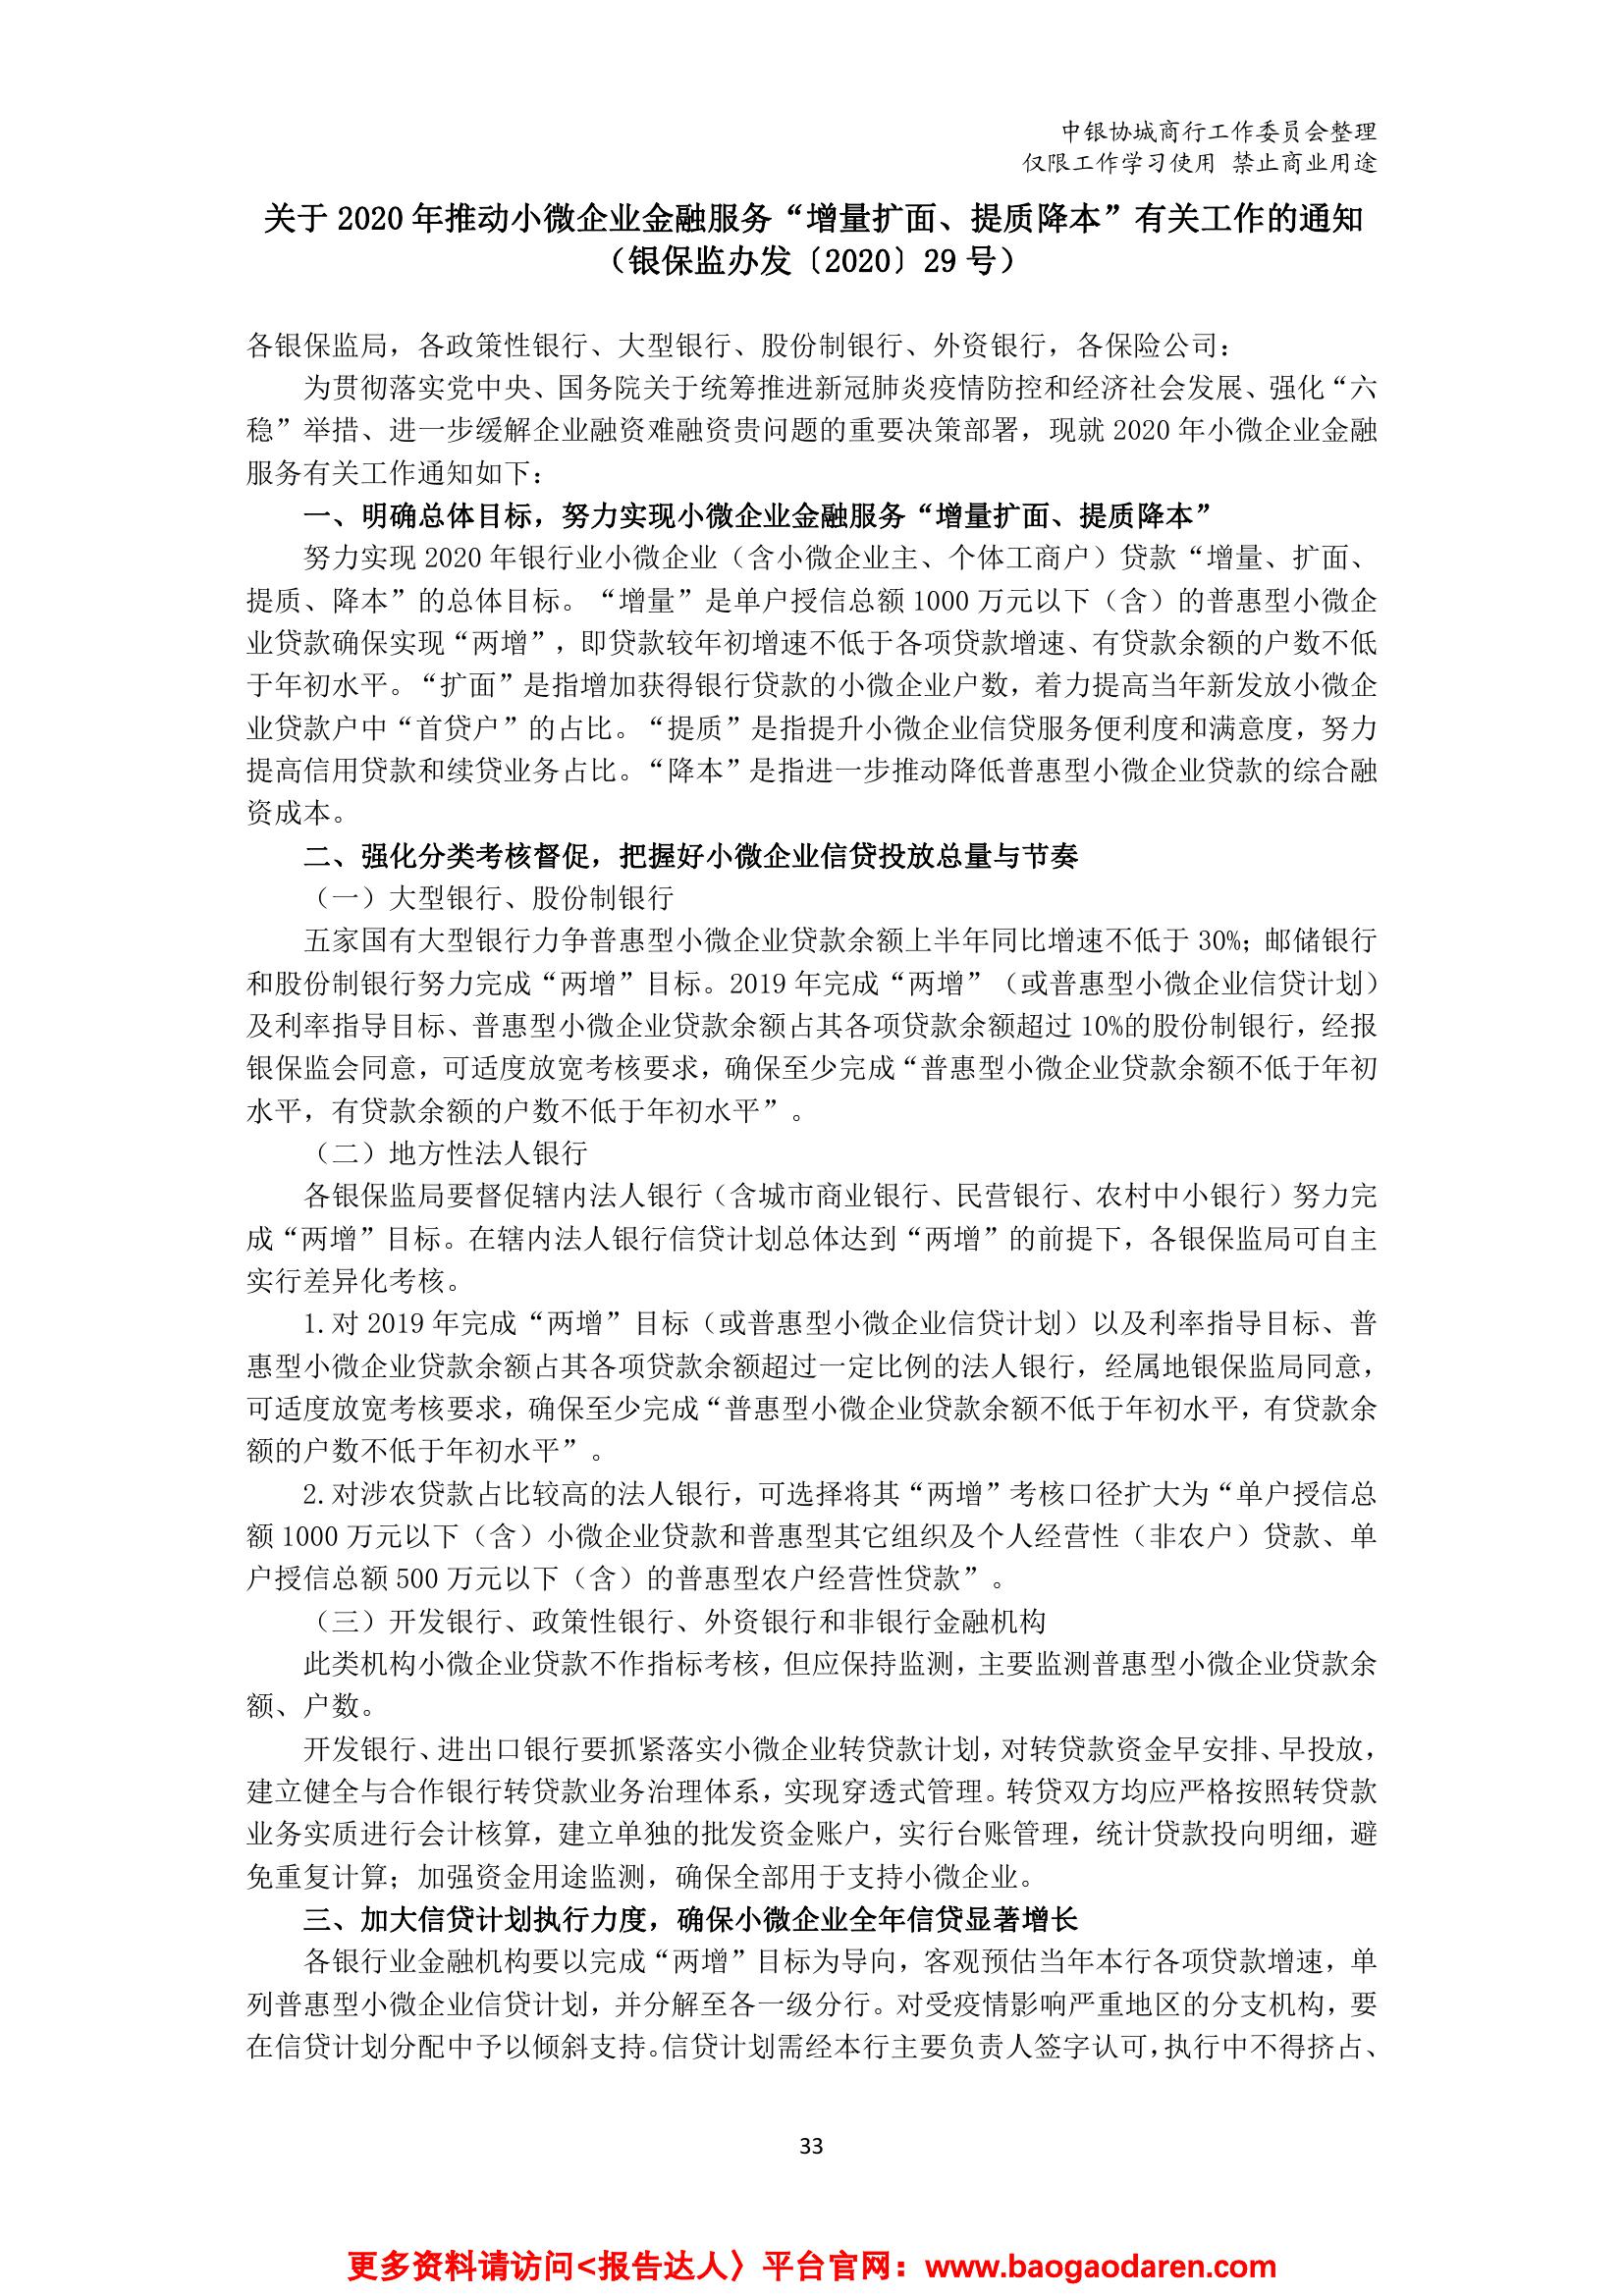 中银协城商行工作委员会整理
仅限工作学习使用 禁止商业用途
关于 2020 年推动小微企业金融服务“增量扩面、提质降本”有关工作的通知
（银保监办发〔2020〕29 号）
各银保监局，各政策性银行、大型银行、股份制银行、外资银行，各保险公司：
为贯彻落实党中央、国务院关于统筹推进新冠肺炎疫情防控和经济社会发展、强化“六
稳”举措、进一步缓解企业融资难融资贵问题的重要决策部署，现就 2020 年小微企业金融
服务有关工作通知如下：
一、明确总体目标，努力实现小微企业金融服务“增量扩面、提质降本”
努力实现 2020 年银行业小微企业（含小微企业主、个体工商户）贷款“增量、扩面、
提质、降本”的总体目标。“增量”是单户授信总额 1000 万元以下（含）的普惠型小微企
业贷款确保实现“两增”，即贷款较年初增速不低于各项贷款增速、有贷款余额的户数不低
于年初水平。“扩面”是指增加获得银行贷款的小微企业户数，着力提高当年新发放小微企
业贷款户中“首贷户”的占比。“提质”是指提升小微企业信贷服务便利度和满意度，努力
提高信用贷款和续贷业务占比。“降本”是指进一步推动降低普惠型小微企业贷款的综合融
资成本。
二、强化分类考核督促，把握好小微企业信贷投放总量与节奏
（一）大型银行、股份制银行
五家国有大型银行力争普惠型小微企业贷款余额上半年同比增速不低于 30%；邮储银行
和股份制银行努力完成“两增”目标。2019 年完成“两增”（或普惠型小微企业信贷计划）
及利率指导目标、普惠型小微企业贷款余额占其各项贷款余额超过 10%的股份制银行，经报
银保监会同意，可适度放宽考核要求，确保至少完成“普惠型小微企业贷款余额不低于年初
水平，有贷款余额的户数不低于年初水平”。
（二）地方性法人银行
各银保监局要督促辖内法人银行（含城市商业银行、民营银行、农村中小银行）努力完
成“两增”目标。在辖内法人银行信贷计划总体达到“两增”的前提下，各银保监局可自主
实行差异化考核。
1.对 2019 年完成“两增”目标（或普惠型小微企业信贷计划）以及利率指导目标、普
惠型小微企业贷款余额占其各项贷款余额超过一定比例的法人银行，经属地银保监局同意，
可适度放宽考核要求，确保至少完成“普惠型小微企业贷款余额不低于年初水平，有贷款余
额的户数不低于年初水平”。
2.对涉农贷款占比较高的法人银行，可选择将其“两增”考核口径扩大为“单户授信总
额 1000 万元以下（含）小微企业贷款和普惠型其它组织及个人经营性（非农户）贷款、单
户授信总额 500 万元以下（含）的普惠型农户经营性贷款”。
（三）开发银行、政策性银行、外资银行和非银行金融机构
此类机构小微企业贷款不作指标考核，但应保持监测，主要监测普惠型小微企业贷款余
额、户数。
开发银行、进出口银行要抓紧落实小微企业转贷款计划，对转贷款资金早安排、早投放，
建立健全与合作银行转贷款业务治理体系，实现穿透式管理。转贷双方均应严格按照转贷款
业务实质进行会计核算，建立单独的批发资金账户，实行台账管理，统计贷款投向明细，避
免重复计算；加强资金用途监测，确保全部用于支持小微企业。
三、加大信贷计划执行力度，确保小微企业全年信贷显著增长
各银行业金融机构要以完成“两增”目标为导向，客观预估当年本行各项贷款增速，单
列普惠型小微企业信贷计划，并分解至各一级分行。对受疫情影响严重地区的分支机构，要
在信贷计划分配中予以倾斜支持。信贷计划需经本行主要负责人签字认可，执行中不得挤占、
33
更多资料请访问<报告达人〉平台官网：www.baogaodaren.com